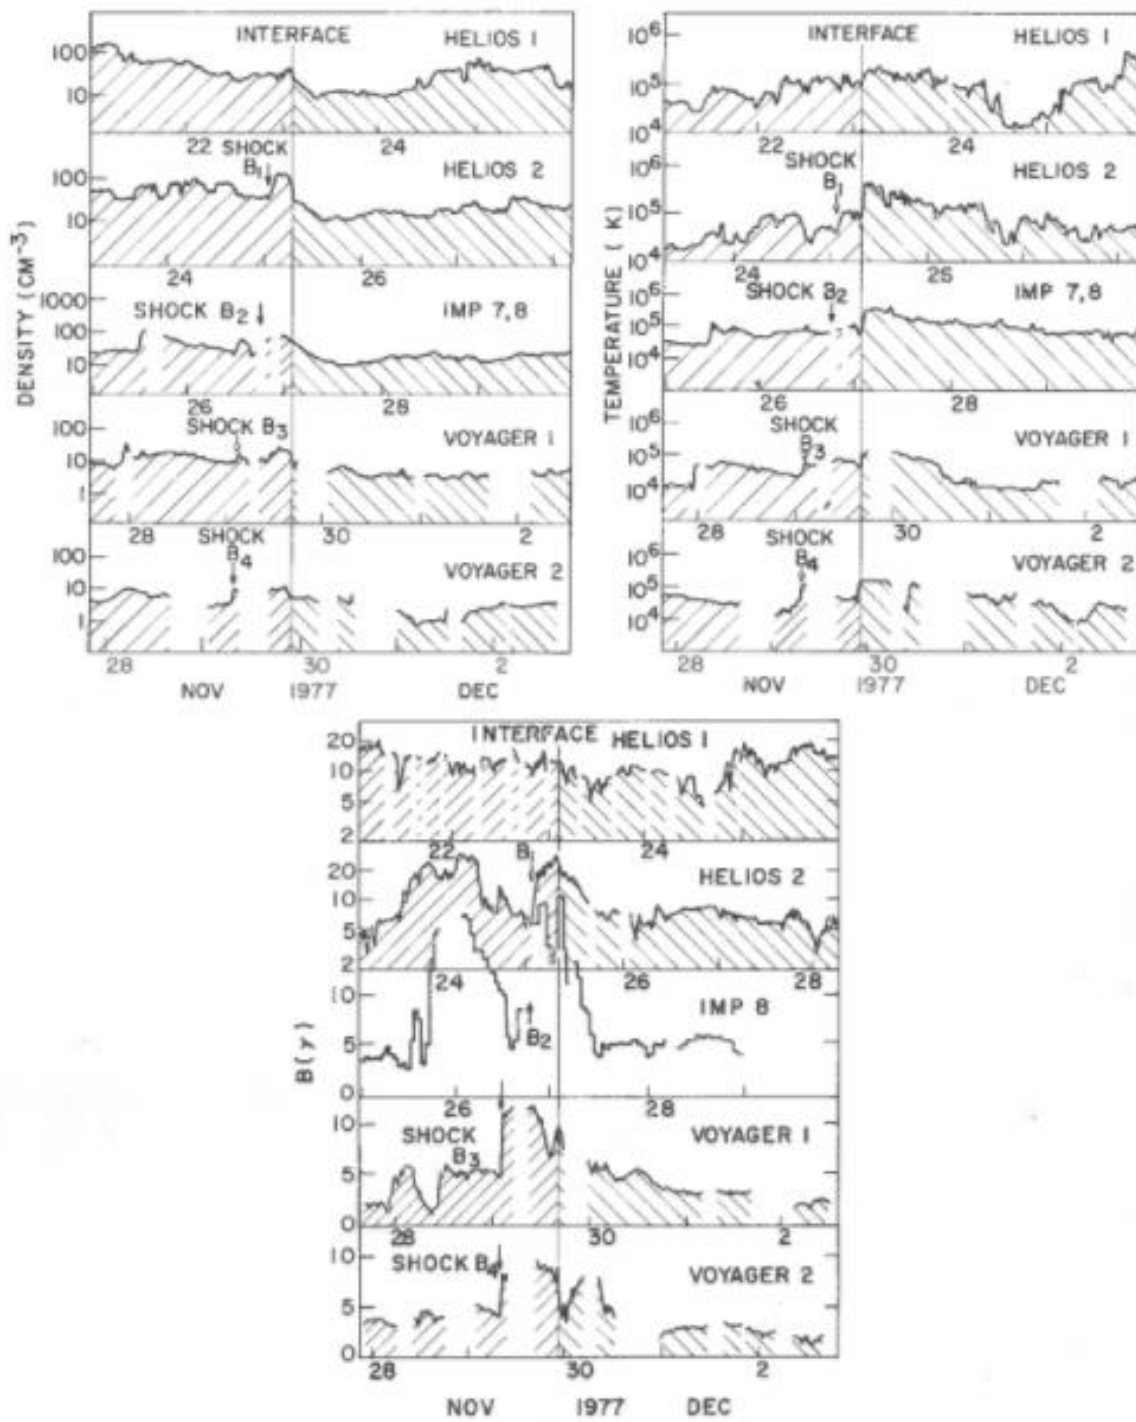 INTERFACE HELIOS 1
100
10
22 24
SHOCK B1
HELIOS 2
100
10
24 26
DENSITY (CM-3)
SHOCK B2 IMP 7,8
1000
100
10
26 28
SHOCK B3 VOYAGER 1
100
10
1
28 30 2
SHOCK B4
VOYAGER 2
100
10
1
28 30 2
NOV 1977 DEC
INTERFACE HELIOS 1
10^6
10^5
10^4
22 24
SHOCK B1
HELIOS 2
10^6
10^5
10^4
24 26
TEMPERATURE (K)
SHOCK B2 IMP 7,8
10^6
10^5
10^4
26 28
SHOCK B3
VOYAGER 1
10^6
10^5
10^4
28 30 2
SHOCK B4
VOYAGER 2
10^6
10^5
10^4
28 30 2
NOV 1977 DEC
INTERFACE HELIOS 1
20
10
5
2
22 24
B
HELIOS 2
20
10
5
2
24 26 28
B(γ)
IMP 8
10
5
0
B2
26 28
SHOCK B3
VOYAGER 1
10
5
0
28 30 2
SHOCK B4 VOYAGER 2
10
5
0
28 30 2
NOV 1977 DEC